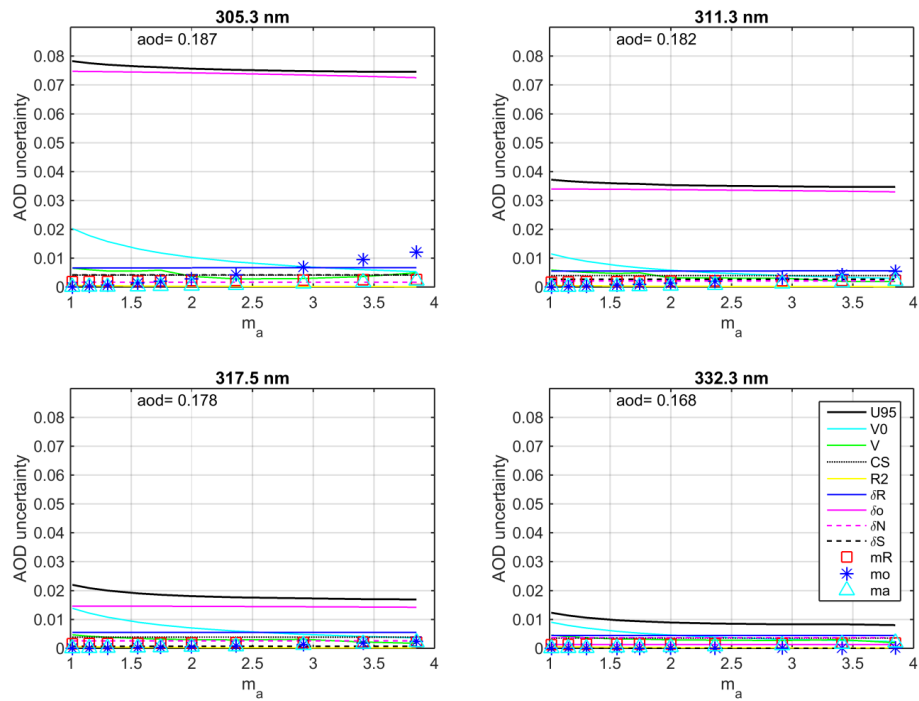 305.3 nm
aod= 0.187
AOD uncertainty
0.08
0.07
0.06
0.05
0.04
0.03
0.02
0.01
0
1 1.5 2 2.5 3 3.5 4
m_a
311.3 nm
aod= 0.182
AOD uncertainty
0.08
0.07
0.06
0.05
0.04
0.03
0.02
0.01
0
1 1.5 2 2.5 3 3.5 4
m_a
317.5 nm
aod= 0.178
AOD uncertainty
0.08
0.07
0.06
0.05
0.04
0.03
0.02
0.01
0
1 1.5 2 2.5 3 3.5 4
m_a
332.3 nm
aod= 0.168
AOD uncertainty
0.08
0.07
0.06
0.05
0.04
0.03
0.02
0.01
0
1 1.5 2 2.5 3 3.5 4
m_a
U95
V0
V
CS
R2
δR
δo
δN
δS
mR
mo
ma